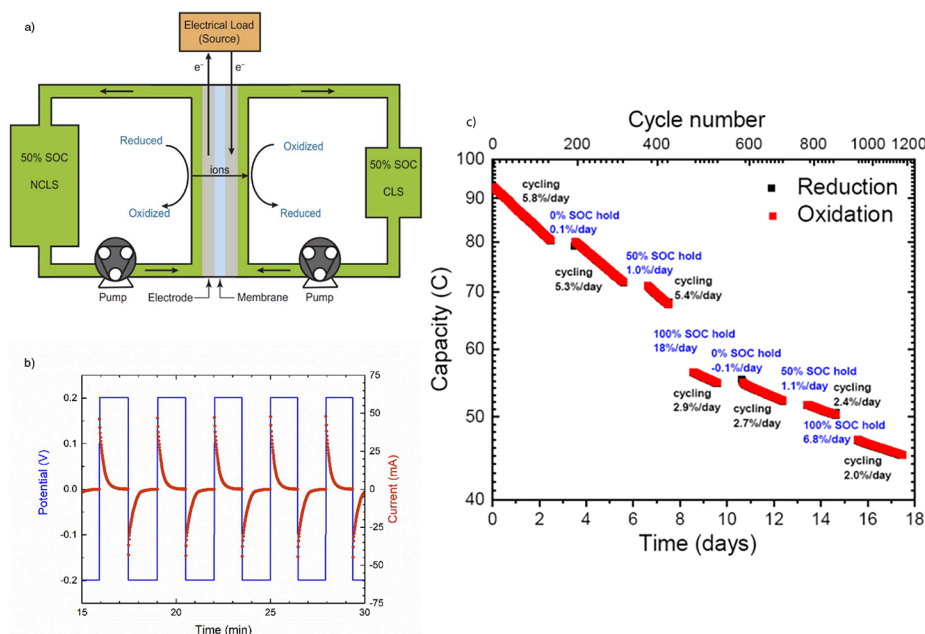 a)
Electrical Load
(Source)
e⁻
e⁻
50% SOC
NCLS
Reduced
Oxidized
ions
Oxidized
Reduced
50% SOC
CLS
Pump
Electrode
Membrane
Pump
b)
Potential (V)
0.2
0.1
0.0
-0.1
-0.2
75
50
25
0
-25
-50
-75
Current (mA)
15 20 25 30
Time (min)
c)
Cycle number
0 200 400 600 800 1000 1200
Capacity (C)
100
90
80
70
60
50
40
Reduction
Oxidation
cycling
5.8%/day
0% SOC hold
0.1%/day
cycling
5.3%/day
50% SOC hold
1.0%/day
cycling
5.4%/day
100% SOC hold
18%/day
cycling
2.9%/day
0% SOC hold
-0.1%/day
cycling
2.7%/day
50% SOC hold
1.1%/day
cycling
2.4%/day
100% SOC hold
6.8%/day
cycling
2.0%/day
0 2 4 6 8 10 12 14 16 18
Time (days)